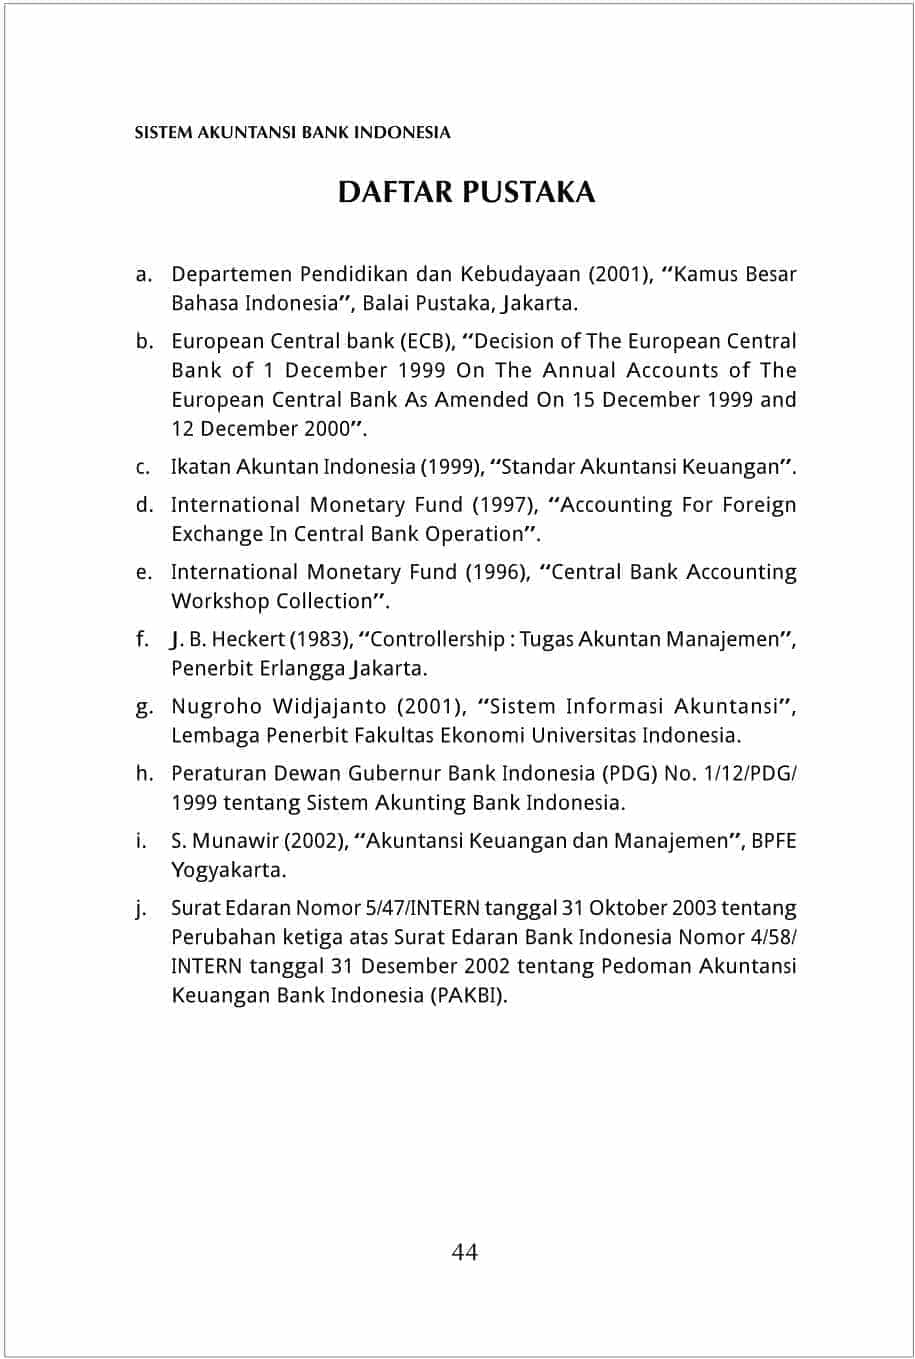 SISTEM AKUNTANSI BANK INDONESIA
DAFTAR PUSTAKA
a. Departemen Pendidikan dan Kebudayaan (2001), “Kamus Besar
Bahasa Indonesia”, Balai Pustaka, Jakarta.
b. European Central bank (ECB), “Decision of The European Central
Bank of 1 December 1999 On The Annual Accounts of The
European Central Bank As Amended On 15 December 1999 and
12 December 2000”.
c. Ikatan Akuntan Indonesia (1999), “Standar Akuntansi Keuangan”.
d. International Monetary Fund (1997), “Accounting For Foreign
Exchange In Central Bank Operation”.
e. International Monetary Fund (1996), “Central Bank Accounting
Workshop Collection”.
f. J. B. Heckert (1983), “Controllership : Tugas Akuntan Manajemen”,
Penerbit Erlangga Jakarta.
g. Nugroho Widjajanto (2001), “Sistem Informasi Akuntansi”,
Lembaga Penerbit Fakultas Ekonomi Universitas Indonesia.
h. Peraturan Dewan Gubernur Bank Indonesia (PDG) No. 1/12/PDG/
1999 tentang Sistem Akunting Bank Indonesia.
i. S. Munawir (2002), “Akuntansi Keuangan dan Manajemen”, BPFE
Yogyakarta.
j. Surat Edaran Nomor 5/47/INTERN tanggal 31 Oktober 2003 tentang
Perubahan ketiga atas Surat Edaran Bank Indonesia Nomor 4/58/
INTERN tanggal 31 Desember 2002 tentang Pedoman Akuntansi
Keuangan Bank Indonesia (PAKBI).
44